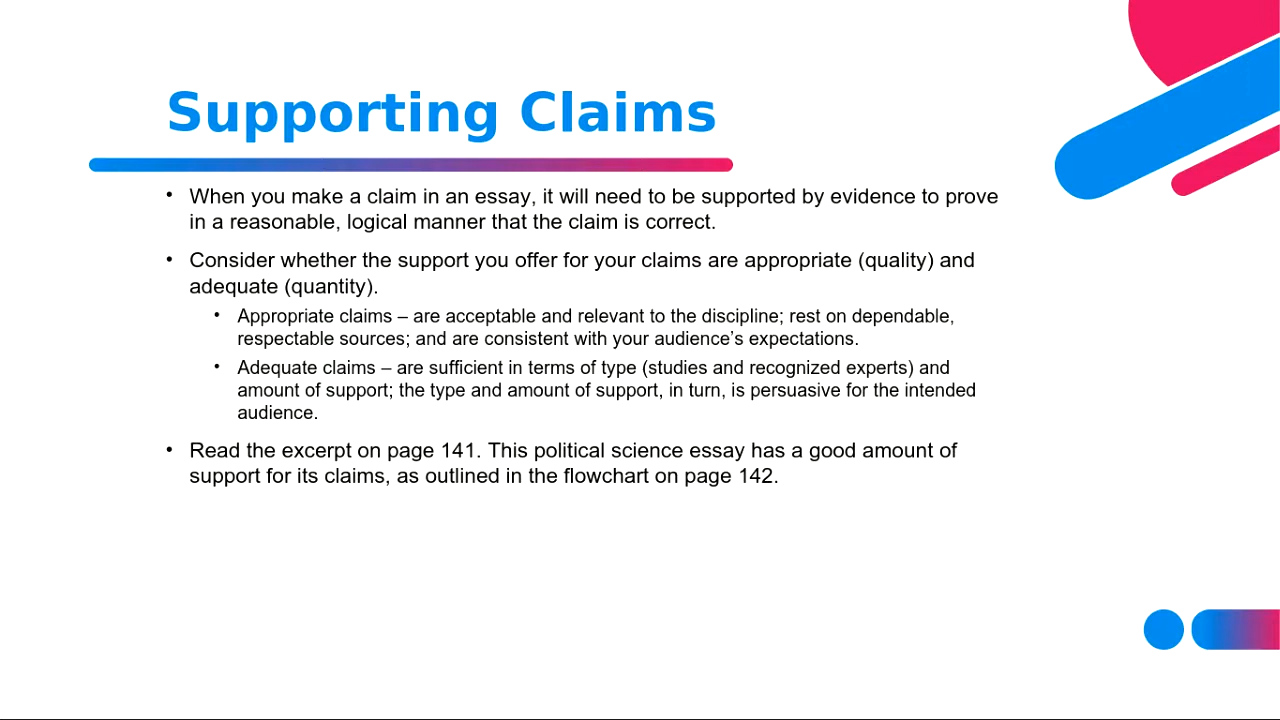 Supporting Claims
• When you make a claim in an essay, it will need to be supported by evidence to prove
in a reasonable, logical manner that the claim is correct.
• Consider whether the support you offer for your claims are appropriate (quality) and
adequate (quantity).
• Appropriate claims – are acceptable and relevant to the discipline; rest on dependable,
respectable sources; and are consistent with your audience’s expectations.
• Adequate claims – are sufficient in terms of type (studies and recognized experts) and
amount of support; the type and amount of support, in turn, is persuasive for the intended
audience.
• Read the excerpt on page 141. This political science essay has a good amount of
support for its claims, as outlined in the flowchart on page 142.